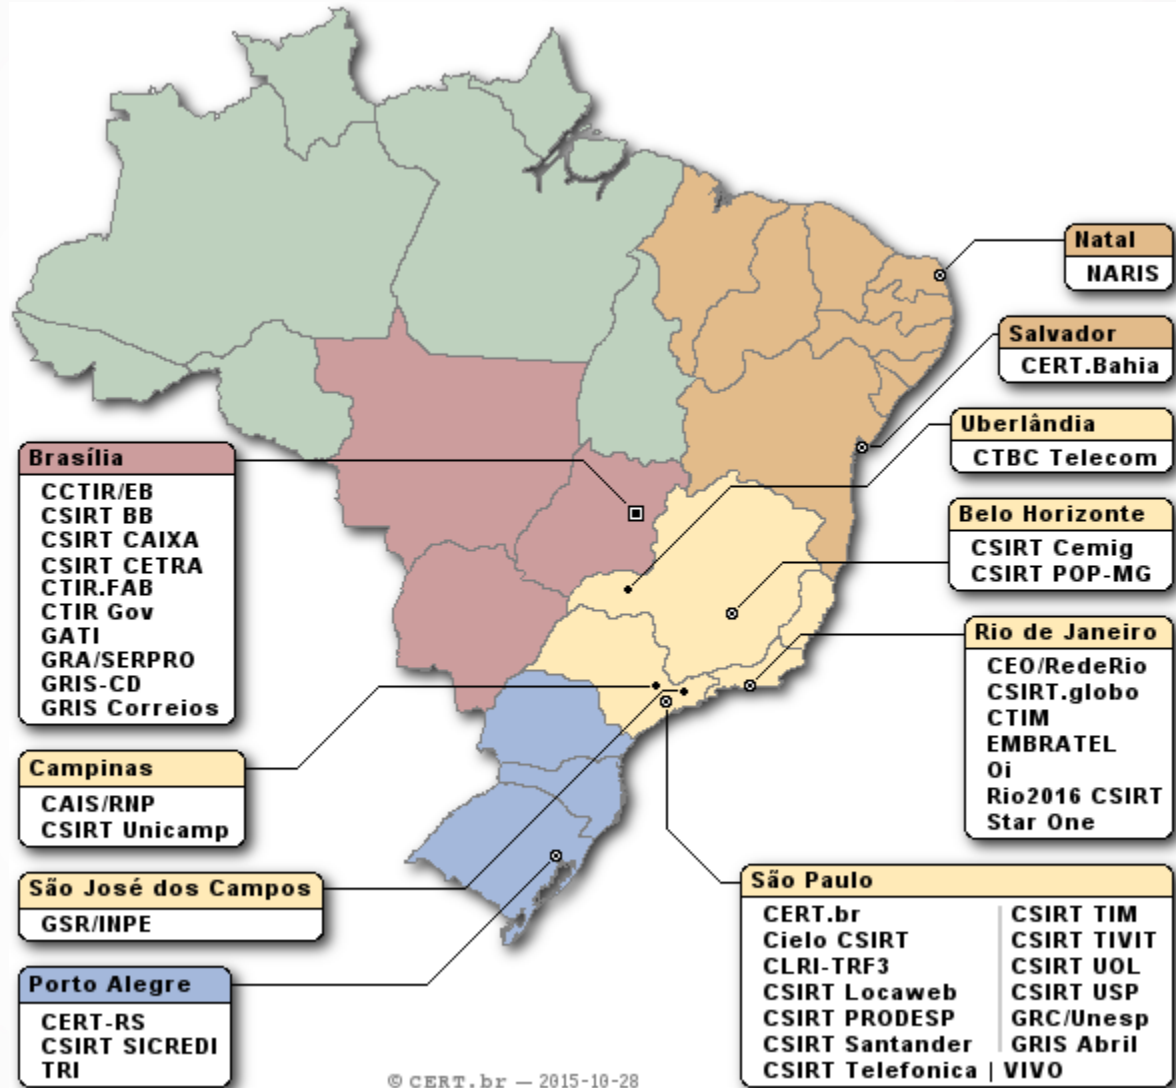 Natal
NARIS
Salvador
CERT.Bahia
Uberlândia
CTBC Telecom
Belo Horizonte
CSIRT Cemig
CSIRT POP-MG
Rio de Janeiro
CEO/RedeRio
CSIRT.globo
CTIM
EMBRATEL
Oi
Rio2016 CSIRT
Star One
Brasília
CCTIR/EB
CSIRT BB
CSIRT CAIXA
CSIRT CETRA
CTIR.FAB
CTIR Gov
GATI
GRA/SERPRO
GRIS-CD
GRIS Correios
Campinas
CAIS/RNP
CSIRT Unicamp
São José dos Campos
GSR/INPE
Porto Alegre
CERT-RS
CSIRT SICREDI
TRI
São Paulo
CERT.br
Cielo CSIRT
CLRI-TRF3
CSIRT Locaweb
CSIRT PRODESP
CSIRT Santander
CSIRT Telefonica | VIVO
CSIRT TIM
CSIRT TIVIT
CSIRT UOL
CSIRT USP
GRC/Unesp
GRIS Abril
© CERT.br — 2015-10-28